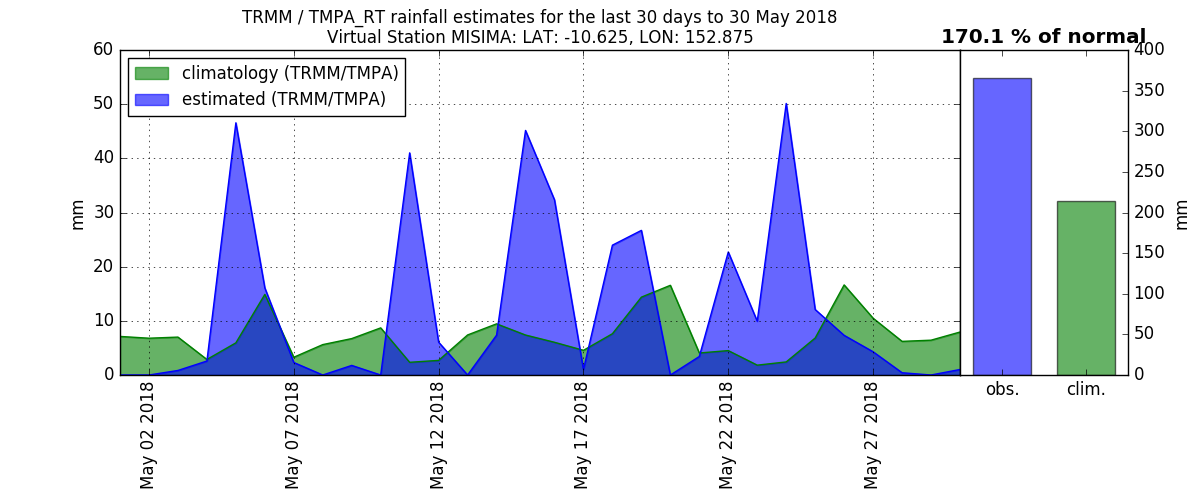 TRMM / TMPA_RT rainfall estimates for the last 30 days to 30 May 2018
Virtual Station MISIMA: LAT: -10.625, LON: 152.875
170.1 % of normal
climatology (TRMM/TMPA)
estimated (TRMM/TMPA)
60
50
40
30
20
10
0
mm
May 02 2018
May 07 2018
May 12 2018
May 17 2018
May 22 2018
May 27 2018
400
350
300
250
200
150
100
50
0
mm
obs.
clim.